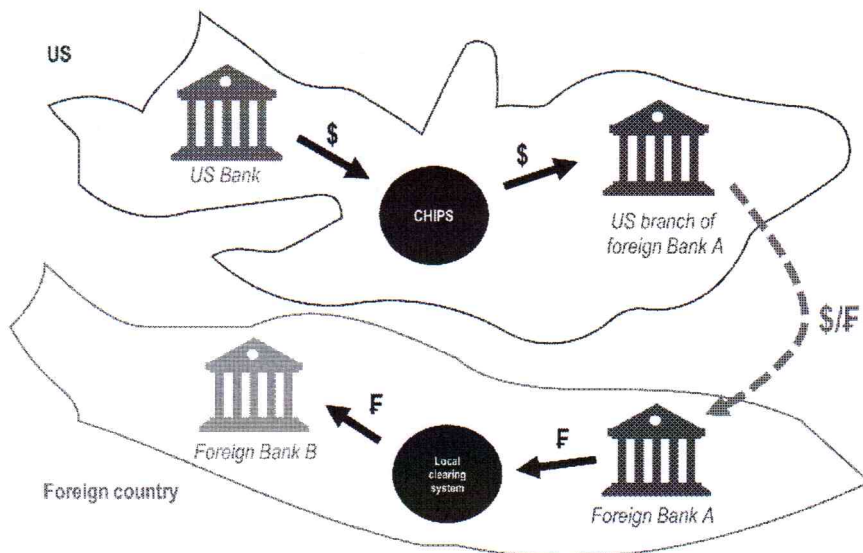 US
$
$
US Bank
CHIPS
US branch of
foreign Bank A
$/₣
₣
₣
Foreign Bank B
Local
clearing
system
Foreign country
Foreign Bank A